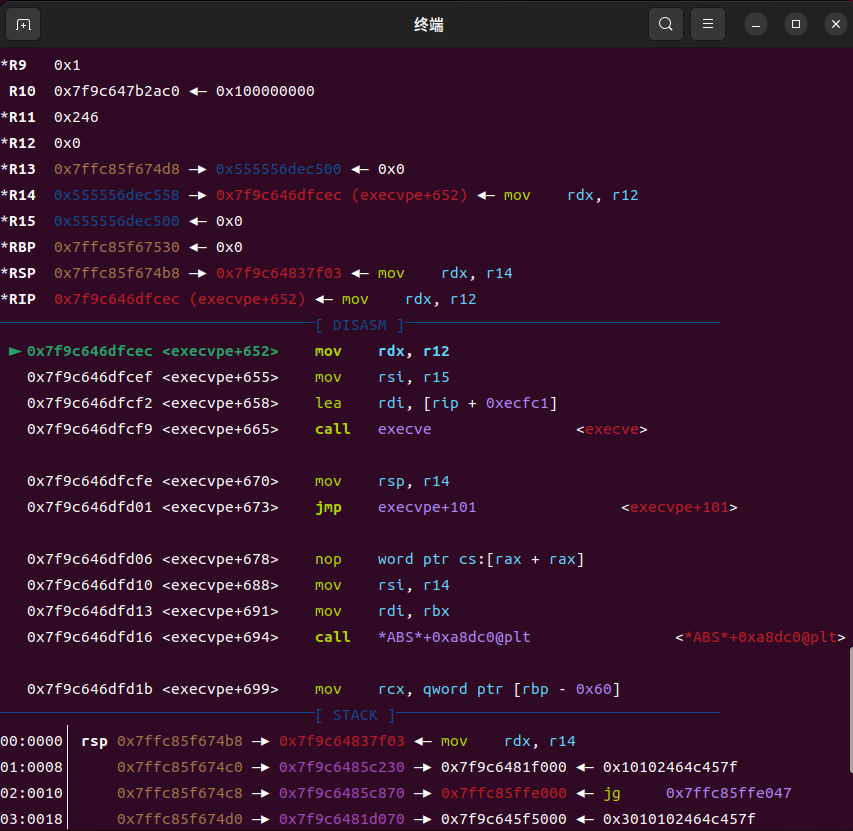 终端
*R9   0x1
 R10  0x7f9c647b2ac0 ◂— 0x100000000
*R11  0x246
*R12  0x0
*R13  0x7ffc85f674d8 —▸ 0x555556dec500 ◂— 0x0
*R14  0x555556dec558 —▸ 0x7f9c646dfcec (execvpe+652) ◂— mov    rdx, r12
*R15  0x555556dec500 ◂— 0x0
*RBP  0x7ffc85f67530 ◂— 0x0
*RSP  0x7ffc85f674b8 —▸ 0x7f9c64837f03 ◂— mov    rdx, r14
*RIP  0x7f9c646dfcec (execvpe+652) ◂— mov    rdx, r12
[ DISASM ]
 ► 0x7f9c646dfcec <execvpe+652>    mov    rdx, r12
   0x7f9c646dfcef <execvpe+655>    mov    rsi, r15
   0x7f9c646dfcf2 <execvpe+658>    lea    rdi, [rip + 0xecfc1]
   0x7f9c646dfcf9 <execvpe+665>    call   execve                <execve>
   0x7f9c646dfcfe <execvpe+670>    mov    rsp, r14
   0x7f9c646dfd01 <execvpe+673>    jmp    execvpe+101                <execvpe+101>
   0x7f9c646dfd06 <execvpe+678>    nop    word ptr cs:[rax + rax]
   0x7f9c646dfd10 <execvpe+688>    mov    rsi, r14
   0x7f9c646dfd13 <execvpe+691>    mov    rdi, rbx
   0x7f9c646dfd16 <execvpe+694>    call   *ABS*+0xa8dc0@plt                <*ABS*+0xa8dc0@plt>
   0x7f9c646dfd1b <execvpe+699>    mov    rcx, qword ptr [rbp - 0x60]
[ STACK ]
00:0000│ rsp 0x7ffc85f674b8 —▸ 0x7f9c64837f03 ◂— mov    rdx, r14
01:0008│     0x7ffc85f674c0 —▸ 0x7f9c6485c230 —▸ 0x7f9c6481f000 ◂— 0x10102464c457f
02:0010│     0x7ffc85f674c8 —▸ 0x7f9c6485c870 —▸ 0x7ffc85ffe000 ◂— jg     0x7ffc85ffe047
03:0018│     0x7ffc85f674d0 —▸ 0x7f9c6481d070 —▸ 0x7f9c645f5000 ◂— 0x3010102464c457f